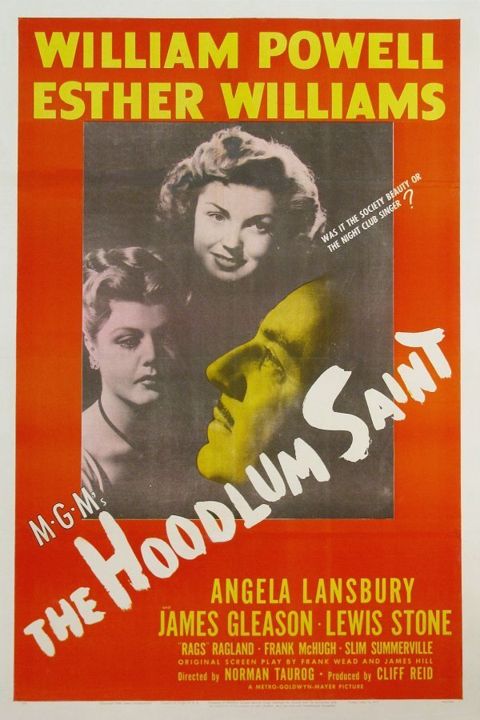 WILLIAM POWELL
ESTHER WILLIAMS
WAS IT THE SOCIETY BEAUTY OR
THE NIGHT CLUB SINGER?
M-G-M's
THE HOODLUM SAINT
ANGELA LANSBURY
JAMES GLEASON · LEWIS STONE
"RAGS" RAGLAND · FRANK McHUGH · SLIM SUMMERVILLE
ORIGINAL SCREEN PLAY BY FRANK WEAD AND JAMES HILL
Directed by NORMAN TAUROG · Produced by CLIFF REID
A METRO-GOLDWYN-MAYER PICTURE